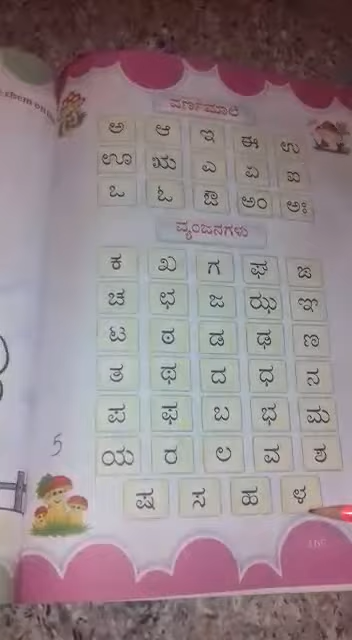 ವರ್ಣಮಾಲೆ
ಅ ಆ ಇ ಈ ಉ
ಊ ಋ ಎ ಏ ಐ
ಒ ಓ ಔ ಅಂ ಅಃ
ವ್ಯಂಜನಗಳು
ಕ ಖ ಗ ಘ ಙ
ಚ ಛ ಜ ಝ ಞ
ಟ ಠ ಡ ಢ ಣ
ತ ಥ ದ ಧ ನ
ಪ ಫ ಬ ಭ ಮ
5
ಯ ರ ಲ ವ ಶ
ಷ ಸ ಹ ಳ